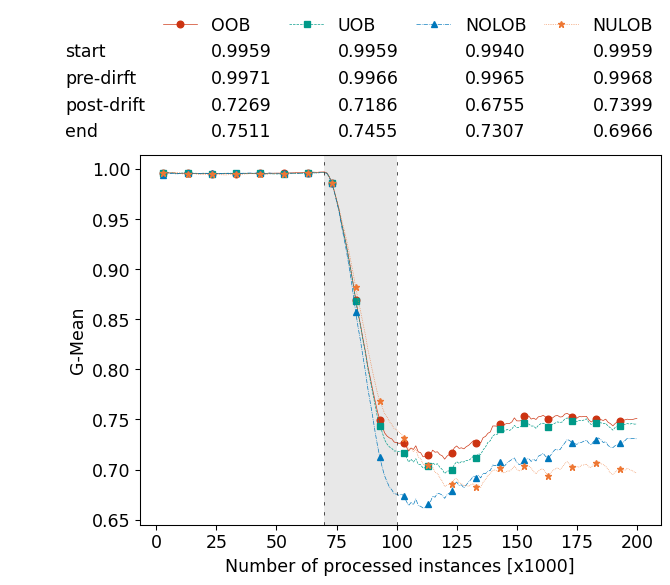 OOB UOB NOLOB NULOB
start 0.9959 0.9959 0.9940 0.9959
pre-dirft 0.9971 0.9966 0.9965 0.9968
post-drift 0.7269 0.7186 0.6755 0.7399
end 0.7511 0.7455 0.7307 0.6966
1.00
0.95
0.90
0.85
0.80
0.75
0.70
0.65
G-Mean
0 25 50 75 100 125 150 175 200
Number of processed instances [x1000]